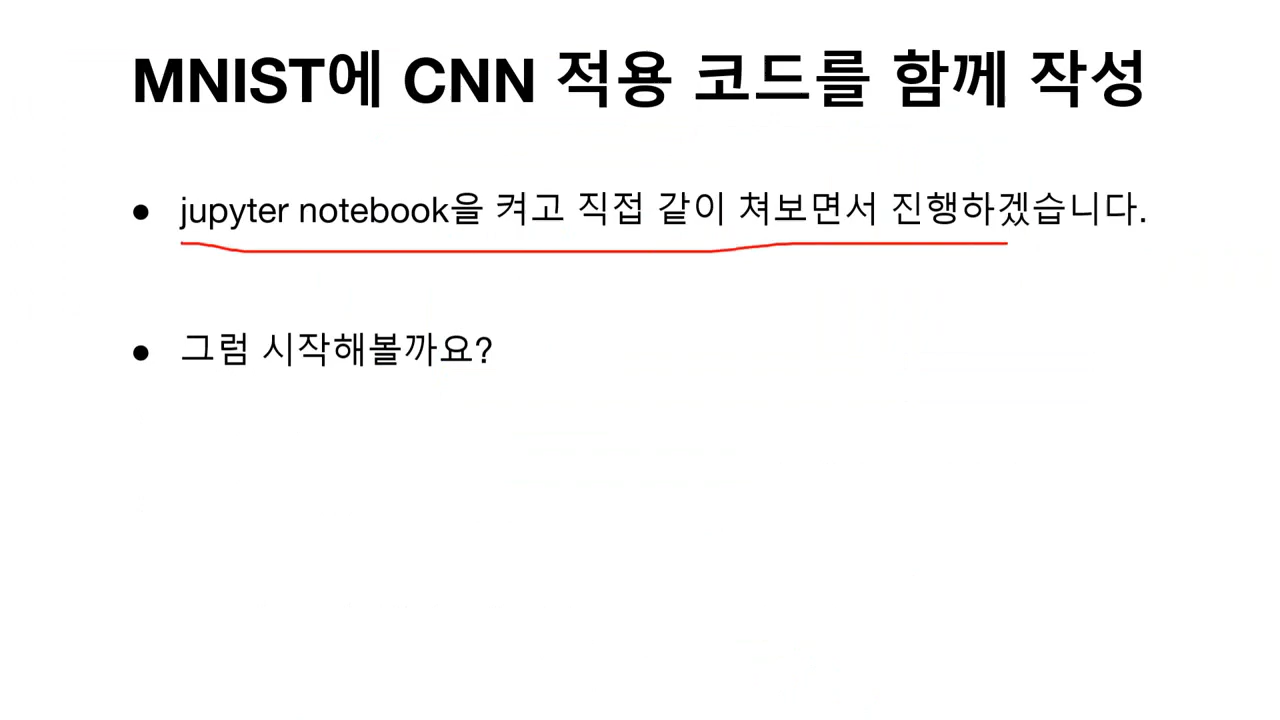 MNIST에 CNN 적용 코드를 함께 작성
● jupyter notebook을 켜고 직접 같이 쳐보면서 진행하겠습니다.
● 그럼 시작해볼까요?